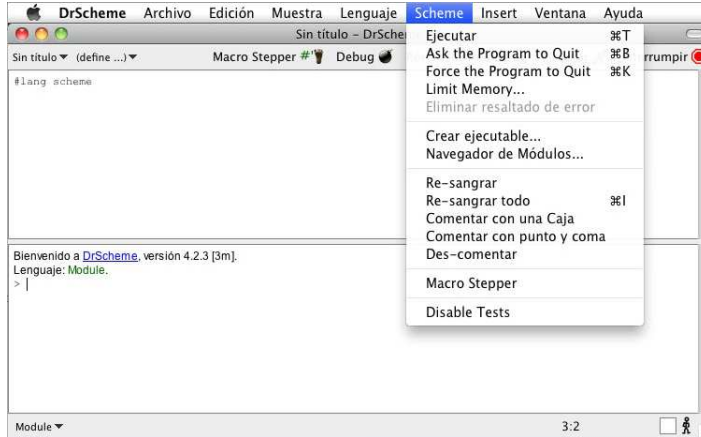 DrScheme Archivo Edición Muestra Lenguaje Scheme Insert Ventana Ayuda
Sin título – DrSche
Sin título (define ...) Macro Stepper #' Debug rrumpir
#lang scheme
Ejecutar ⌘T
Ask the Program to Quit ⌘B
Force the Program to Quit ⌘K
Limit Memory...
Eliminar resaltado de error
Crear ejecutable...
Navegador de Módulos...
Re-sangrar
Re-sangrar todo ⌘I
Comentar con una Caja
Comentar con punto y coma
Des-comentar
Macro Stepper
Disable Tests
Bienvenido a DrScheme, versión 4.2.3 [3m].
Lenguaje: Module.
>
Module 3:2